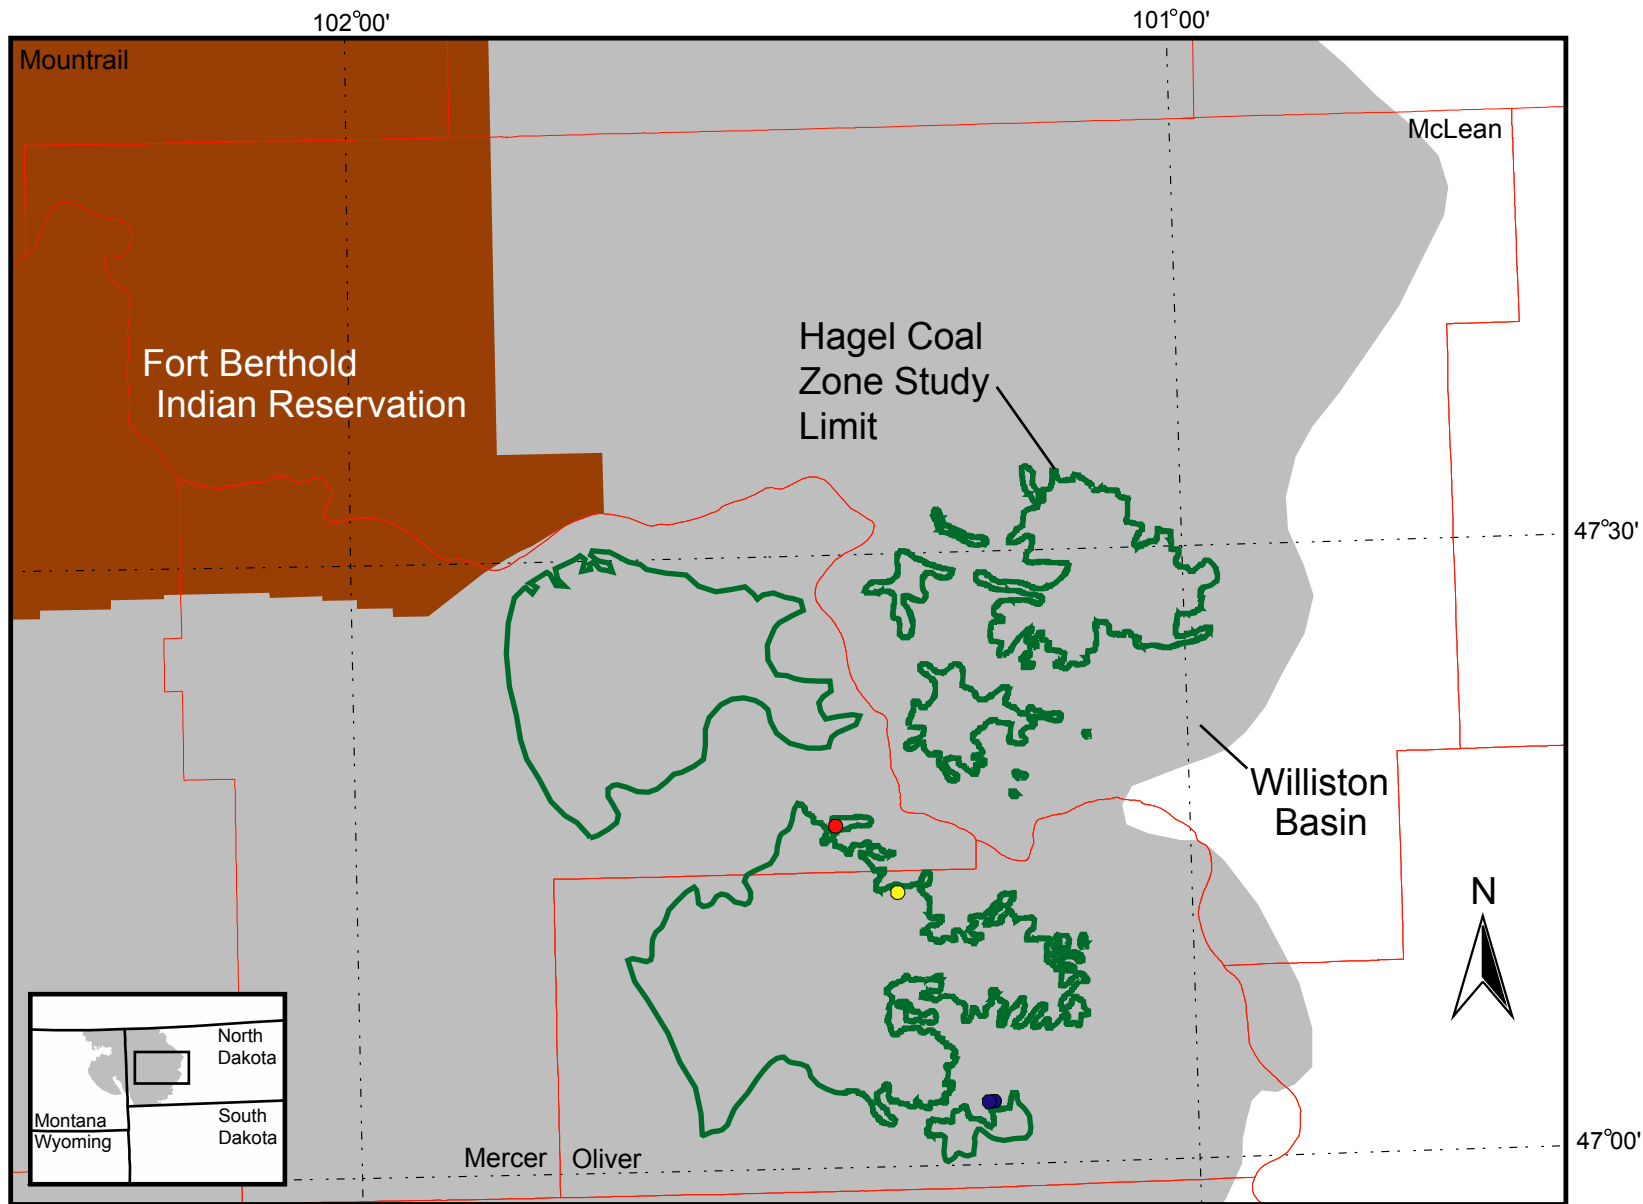 102°00'
101°00'
Mountrail
McLean
Hagel Coal
Zone Study
Limit
Fort Berthold
Indian Reservation
47°30'
Williston
Basin
N
North
Dakota
Montana
Wyoming
South
Dakota
Mercer
Oliver
47°00'